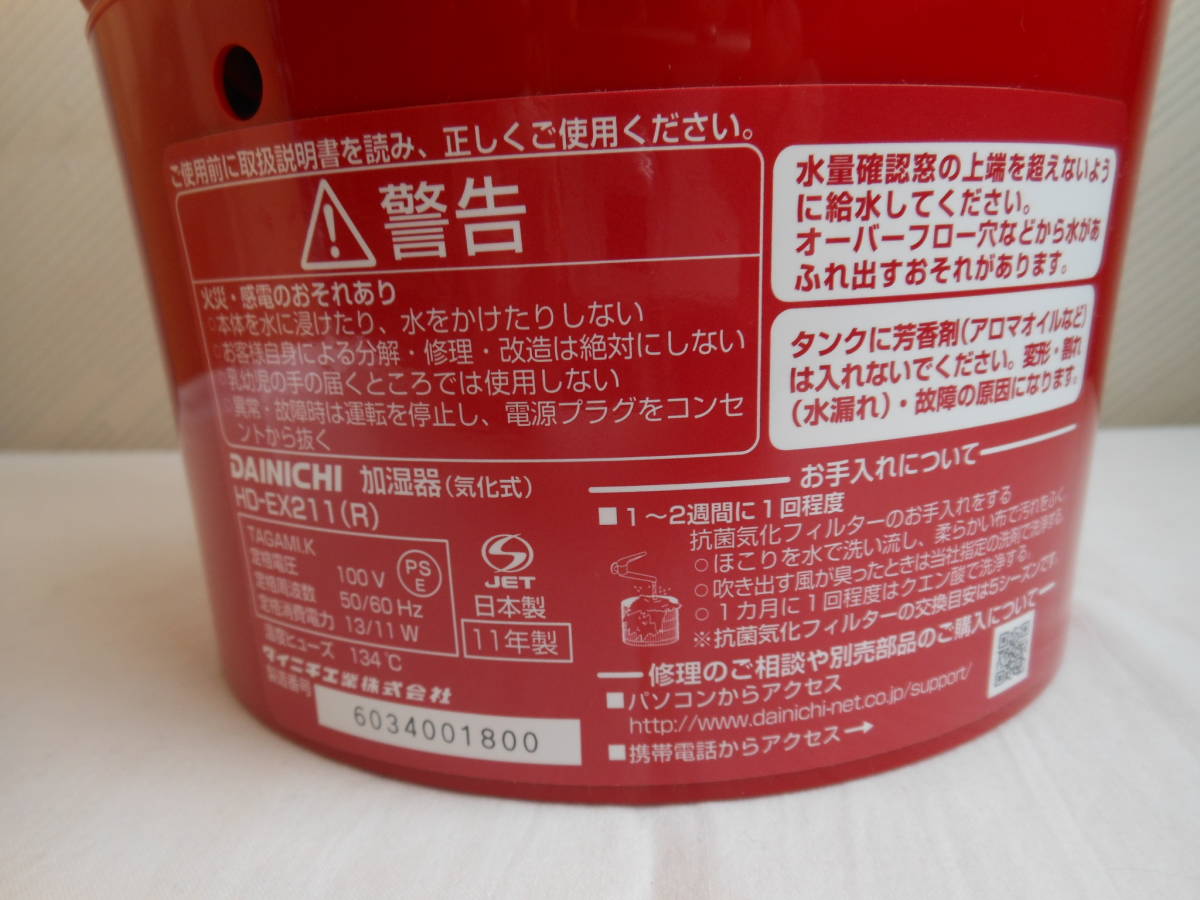 ご使用前に取扱説明書を読み、正しくご使用ください。
警告
火災・感電のおそれあり
○本体を水に浸けたり、水をかけたりしない
○お客様自身による分解・修理・改造は絶対にしない
○乳幼児の手の届くところでは使用しない
○異常・故障時は運転を停止し、電源プラグをコンセ
ントから抜く
水量確認窓の上端を超えないよう
に給水してください。
オーバーフロー穴などから水があ
ふれ出すおそれがあります。
タンクに芳香剤(アロマオイルなど)
は入れないでください。変形・割れ
(水漏れ)・故障の原因になります。
DAINICHI 加湿器(気化式)
HD-EX211(R)
TAGAMI.K
定格電圧 100V
定格周波数 50/60Hz
定格消費電力 13/11W
温度ヒューズ 134℃
PS
E
JET
日本製
11年製
ダイニチ工業株式会社
製造番号 6034001800
お手入れについて
■1〜2週間に1回程度
抗菌気化フィルターのお手入れをする
○ほこりを水で洗い流し、柔らかい布で汚れをふく。
○吹き出す風が臭ったときは当社指定の洗剤で洗浄する。
○1カ月に1回程度はクエン酸で洗浄する。
※抗菌気化フィルターの交換目安は5シーズンです。
修理のご相談や別売部品のご購入について
■パソコンからアクセス
http://www.dainichi-net.co.jp/support/
■携帯電話からアクセス→